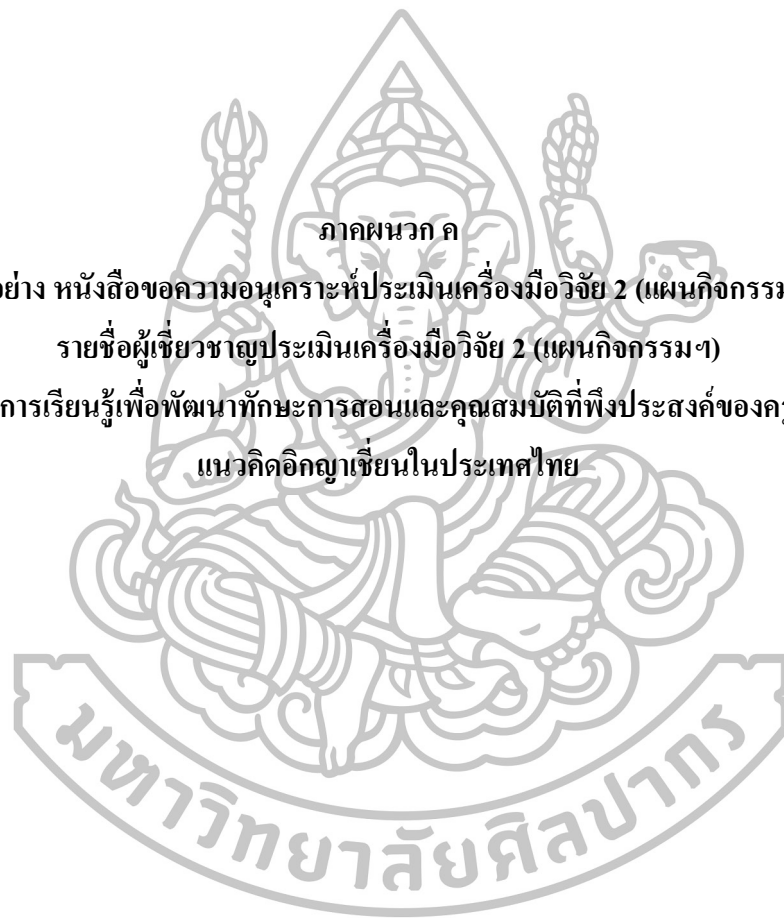 ภาคผนวก ค
อย่าง หนังสือขอความอนุเคราะห์ประเมินเครื่องมือวิจัย 2 (แผนกิจกรรม
รายชื่อผู้เชี่ยวชาญประเมินเครื่องมือวิจัย 2 (แผนกิจกรรมฯ)
การเรียนรู้เพื่อพัฒนาทักษะการสอนและคุณสมบัติที่พึงประสงค์ของครู
แนวคิดอิกญาเชี่ยนในประเทศไทย
มหาวิทยาลัยศิลปากร